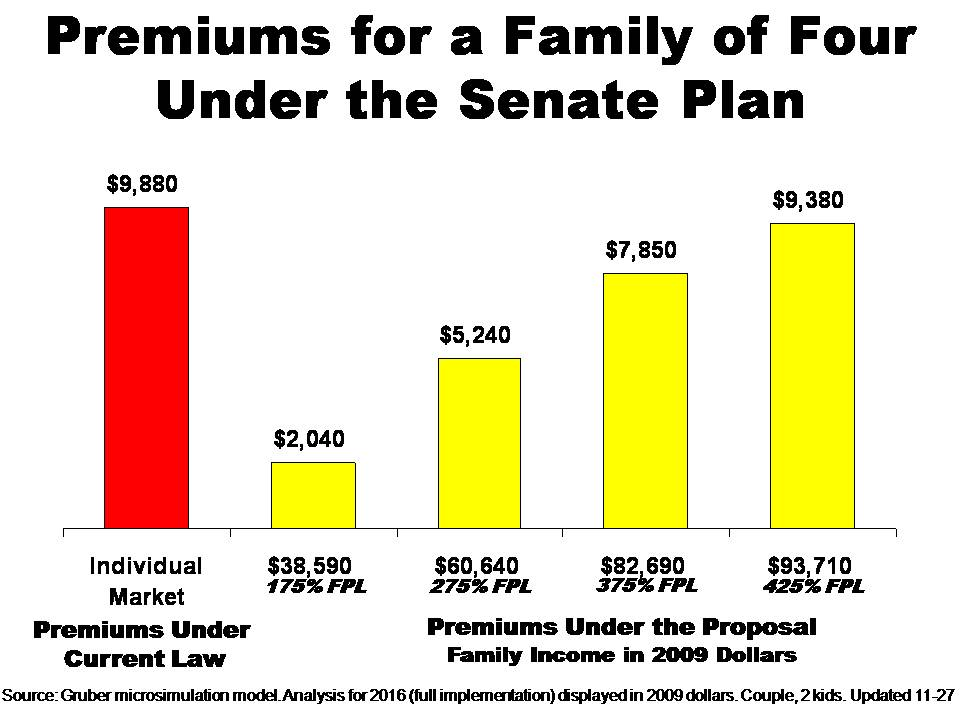 Premiums for a Family of Four
Under the Senate Plan
$9,880
$2,040
$5,240
$7,850
$9,380
Individual
Market
$38,590
175% FPL
$60,640
275% FPL
$82,690
375% FPL
$93,710
425% FPL
Premiums Under
Current Law
Premiums Under the Proposal
Family Income in 2009 Dollars
Source: Gruber microsimulation model. Analysis for 2016 (full implementation) displayed in 2009 dollars. Couple, 2 kids. Updated 11-27